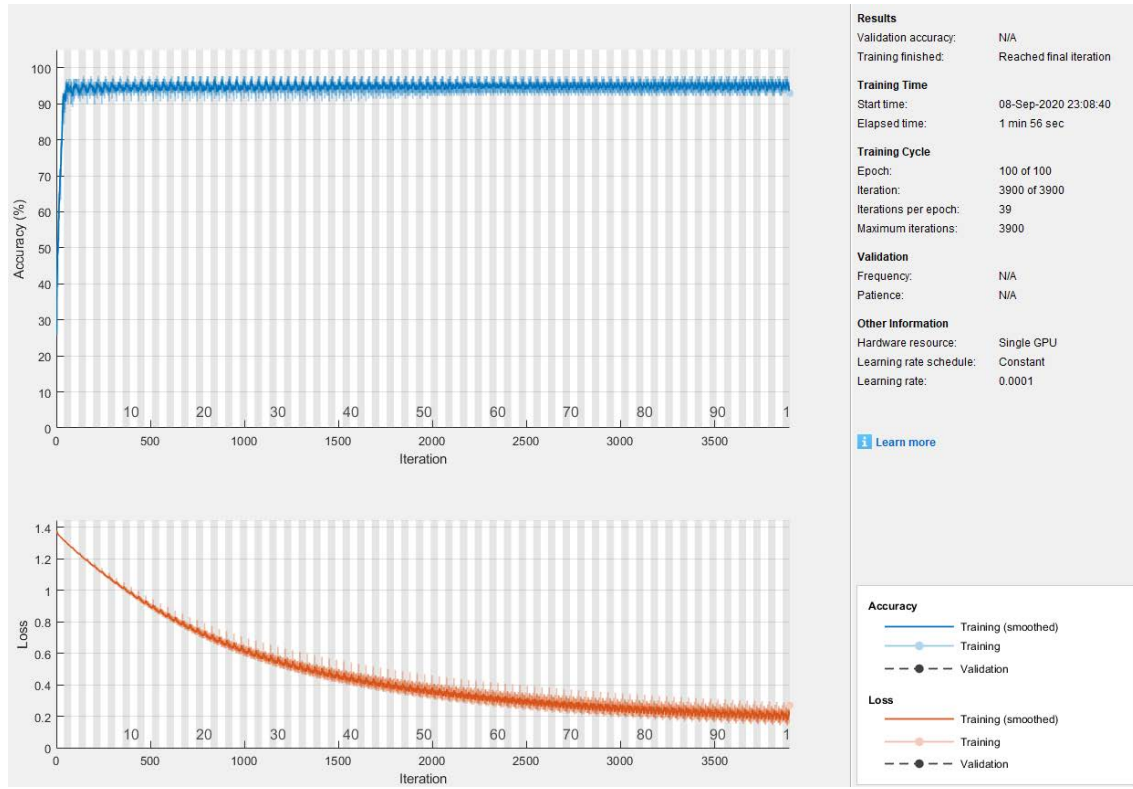 Results
Validation accuracy: N/A
Training finished: Reached final iteration
Training Time
Start time: 08-Sep-2020 23:08:40
Elapsed time: 1 min 56 sec
Training Cycle
Epoch: 100 of 100
Iteration: 3900 of 3900
Iterations per epoch: 39
Maximum iterations: 3900
Validation
Frequency: N/A
Patience: N/A
Other Information
Hardware resource: Single GPU
Learning rate schedule: Constant
Learning rate: 0.0001
i Learn more
Accuracy (%)
100
90
80
70
60
50
40
30
20
10
0
10 20 30 40 50 60 70 80 90 1
0 500 1000 1500 2000 2500 3000 3500
Iteration
Loss
1.4
1.2
1
0.8
0.6
0.4
0.2
0
10 20 30 40 50 60 70 80 90 1
0 500 1000 1500 2000 2500 3000 3500
Iteration
Accuracy
Training (smoothed)
Training
Validation
Loss
Training (smoothed)
Training
Validation